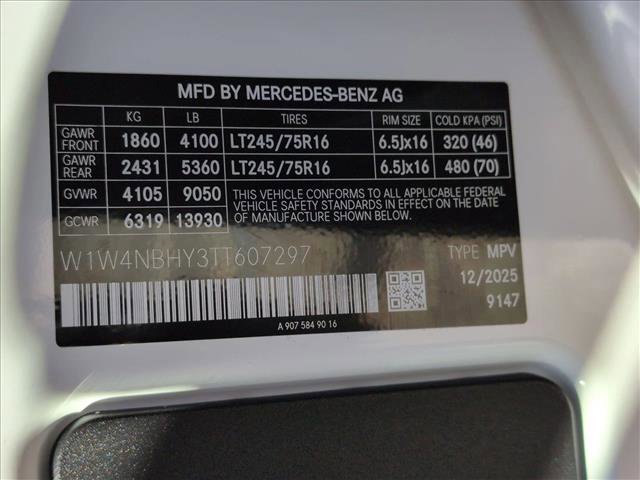 MFD BY MERCEDES-BENZ AG
KG LB TIRES RIM SIZE COLD KPA (PSI)
GAWR FRONT 1860 4100 LT245/75R16 6.5Jx16 320 (46)
GAWR REAR 2431 5360 LT245/75R16 6.5Jx16 480 (70)
GVWR 4105 9050 THIS VEHICLE CONFORMS TO ALL APPLICABLE FEDERAL
VEHICLE SAFETY STANDARDS IN EFFECT ON THE DATE
GCWR 6319 13930 OF MANUFACTURE SHOWN ABOVE.
W1W4NBHY3TT607297 TYPE MPV
12/2025
9147
A 907 584 90 16